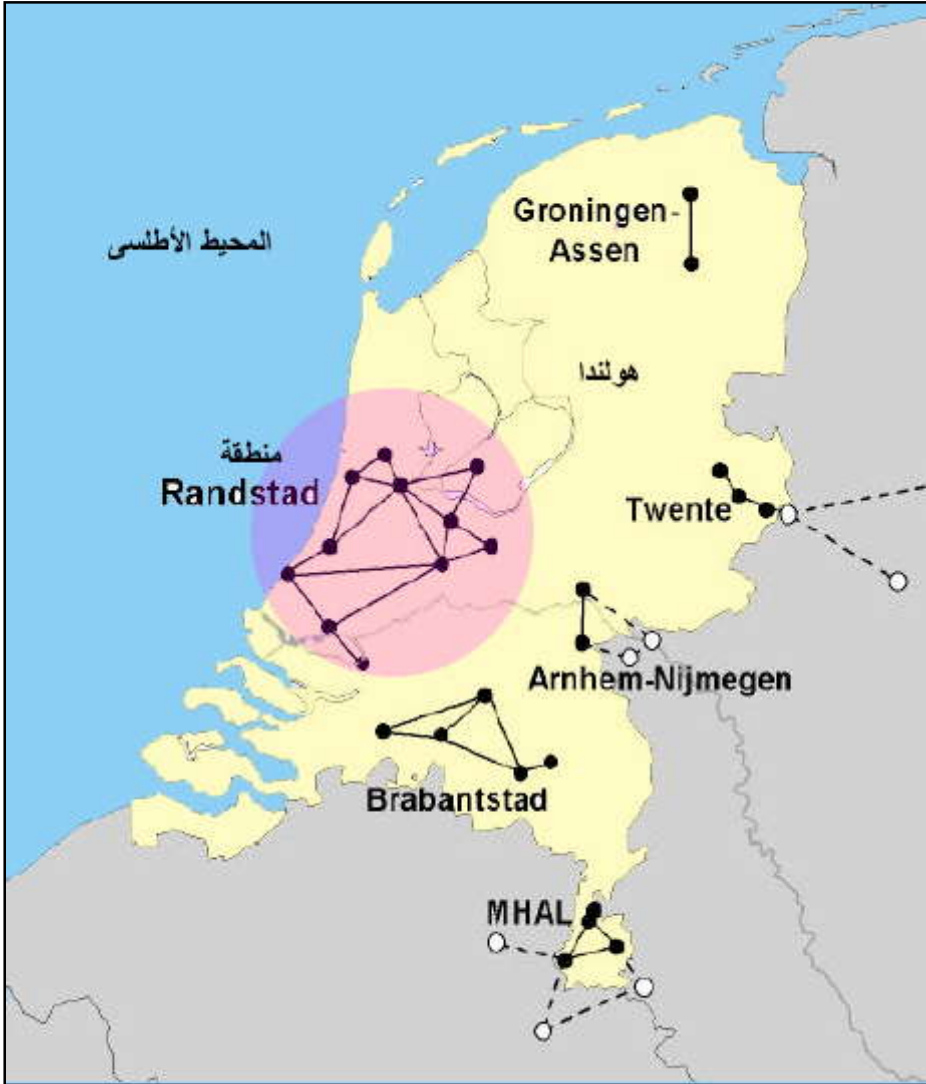 Groningen-
Assen
المحيط الأطلسى
هولندا
منطقة
Randstad
Twente
Arnhem-Nijmegen
Brabantstad
MHAL